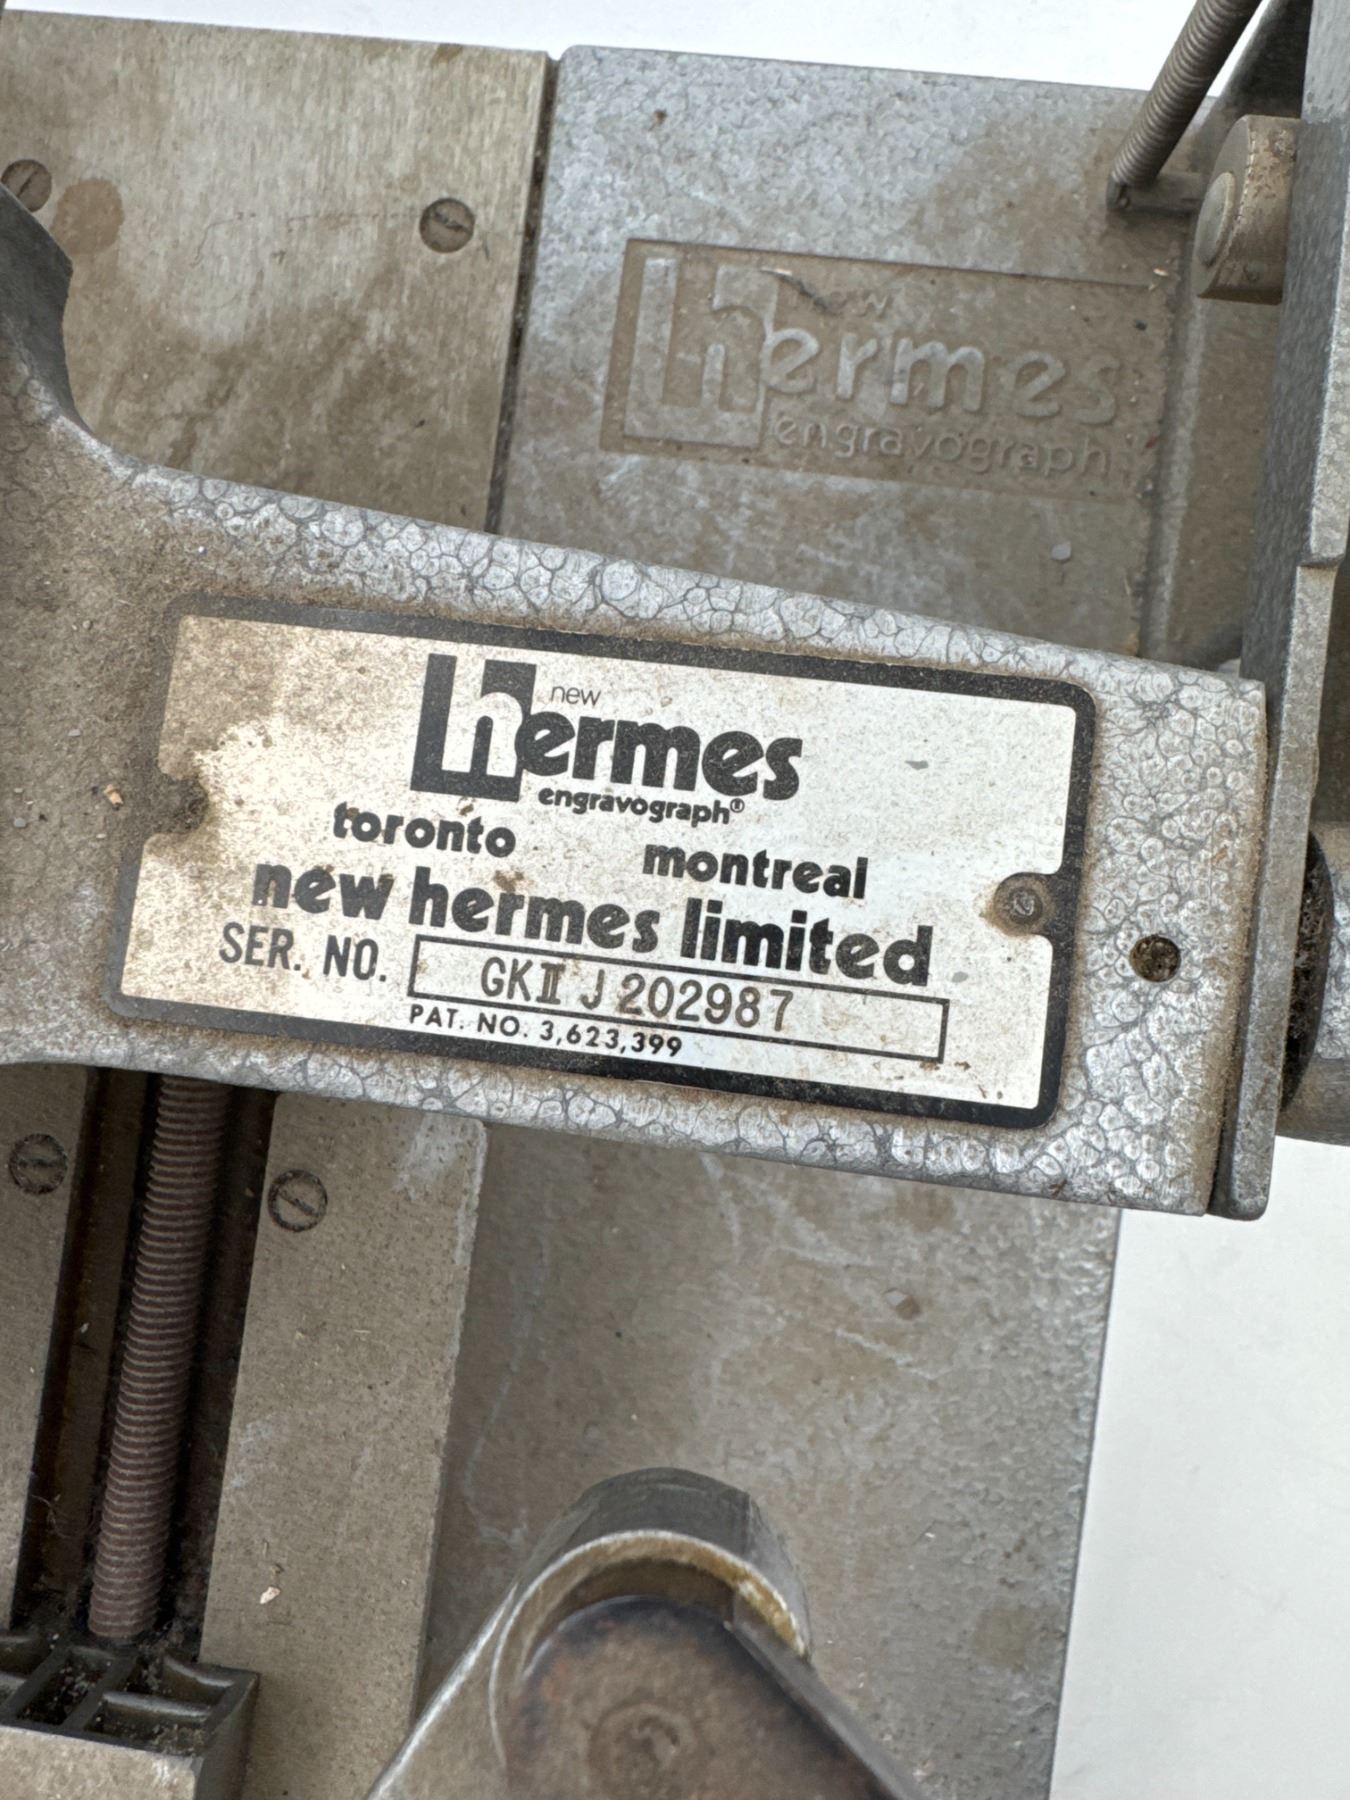 new
hermes
engravograph
new
hermes
engravograph®
toronto montreal
new hermes limited
SER. NO. GKII J 202987
PAT. NO. 3,623,399